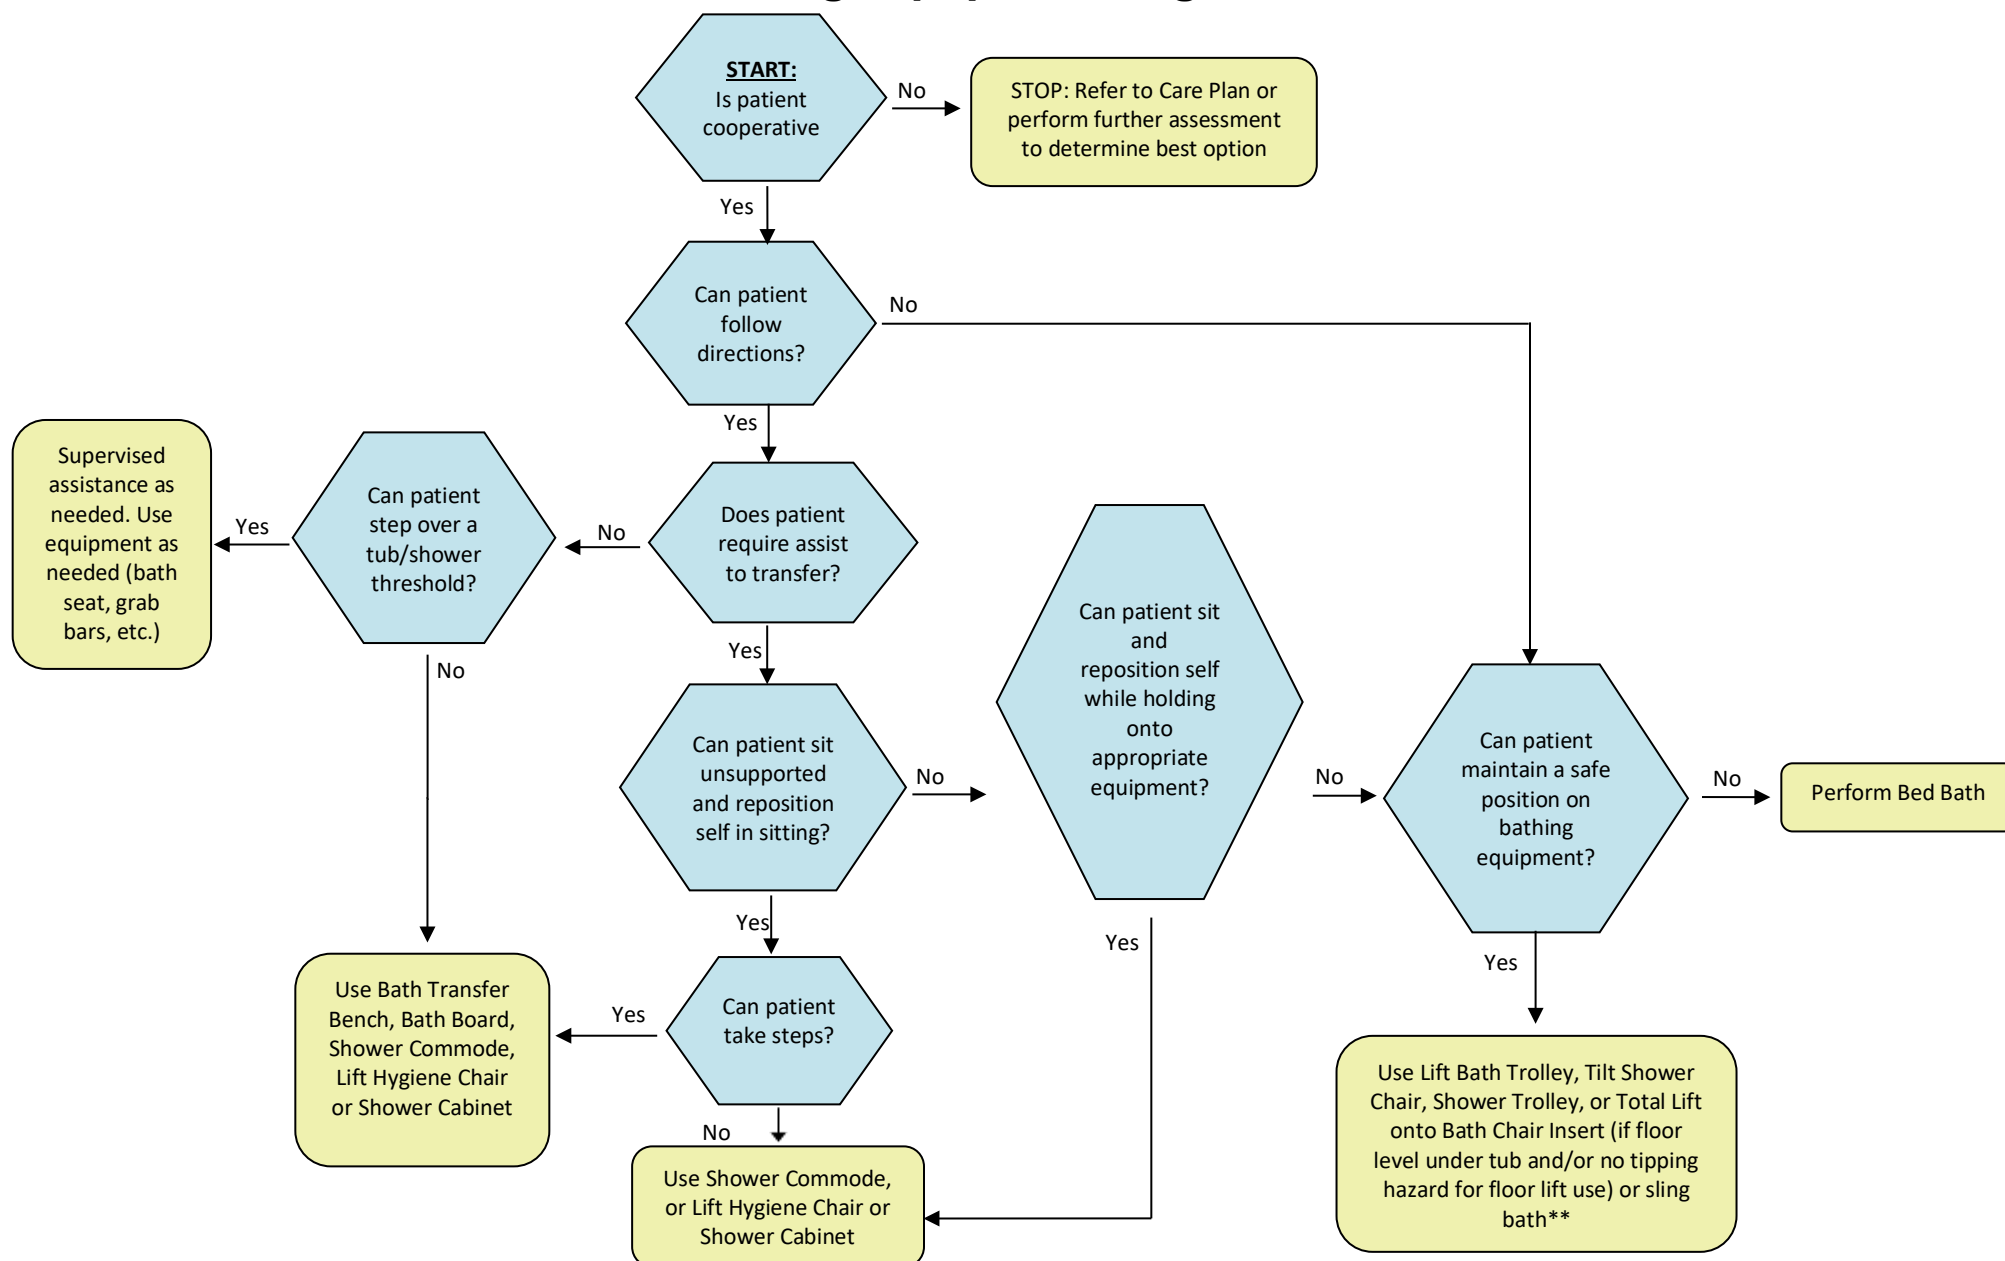 START:
Is patient
cooperative
No
STOP: Refer to Care Plan or
perform further assessment
to determine best option
Yes
Can patient
follow
directions?
No
Yes
Supervised
assistance as
needed. Use
equipment as
needed (bath
seat, grab
bars, etc.)
Yes
Can patient
step over a
tub/shower
threshold?
No
Does patient
require assist
to transfer?
No
Yes
Can patient sit
unsupported
and reposition
self in sitting?
No
Can patient sit
and
reposition self
while holding
onto
appropriate
equipment?
No
Can patient
maintain a safe
position on
bathing
equipment?
No
Perform Bed Bath
Yes
Yes
Yes
Use Bath Transfer
Bench, Bath Board,
Shower Commode,
Lift Hygiene Chair
or Shower Cabinet
Yes
Can patient
take steps?
No
Use Shower Commode,
or Lift Hygiene Chair or
Shower Cabinet
Use Lift Bath Trolley, Tilt Shower
Chair, Shower Trolley, or Total Lift
onto Bath Chair Insert (if floor
level under tub and/or no tipping
hazard for floor lift use) or sling
bath**